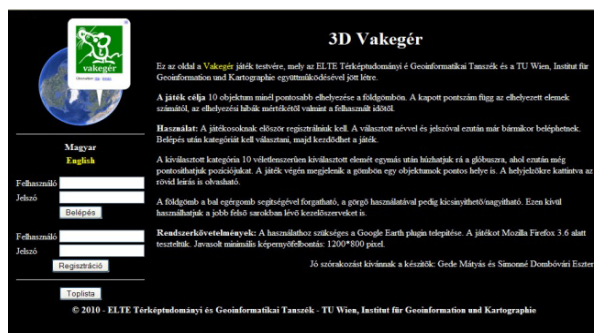 vakegér
Magyar
English
Felhasználó
Jelszó
Belépés
Felhasználó
Jelszó
Regisztráció
Toplista
3D Vakegér
Ez az oldal a Vakegér játék testvére, mely az ELTE Térképtudományi é Geoinformatikai Tanszék és a TU Wien, Institut für
Geoinformation und Kartographie együttműködésével jött létre.
A játék célja 10 objektum minél pontosabb elhelyezése a földgömbön. A kapott pontszám függ az elhelyezett elemek
számától, az elhelyezési hibák mértékétől valmint a felhasznált időtől.
Használat: A játékosoknak először regisztrálniuk kell. A választott névvel és jelszóval ezután már bármikor beléphetnek.
Belépés után kategóriát kell választani, majd kezdődhet a játék.
A kiválasztott kategória 10 véletlenszerűen kiválasztott elemét egymás után húzhatjuk rá a glóbuszra, ahol ezután még
pontosíthatjuk pozíciójukat. A játék végén megjelenik a gömbön egy objektumok pontos helye is. A helyjelzőkre kattintva az
rövid leírás is olvasható.
A földgömb a bal egérgomb segítségével forgatható, a görgő használatával pedig kicsinyíthető/nagyítható. Ezen kívül
használhatjuk a jobb felső sarokban lévő kezelőszerveket is.
Rendszerkövetelmények: A használathoz szükséges a Google Earth plugin telepítése. A játékot Mozilla Firefox 3.6 alatt
teszteltük. Javasolt minimális képernyőfelbontás: 1200*800 pixel.
Jó szórakozást kívánnak a készítők: Gede Mátyás és Simonné Dombóvári Eszter
© 2010 - ELTE Térképtudományi és Geoinformatikai Tanszék - TU Wien, Institut für Geoinformation und Kartographie